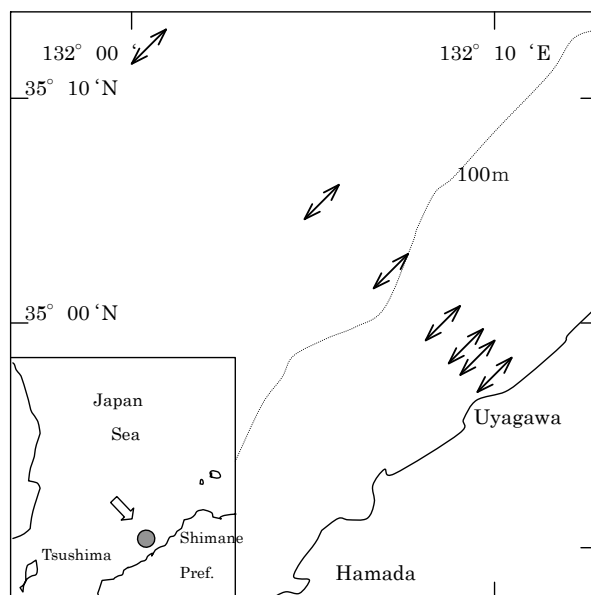 132° 00 ‘
132° 10 ‘E
35° 10 ‘N
100m
35° 00 ‘N
Japan
Sea
Uyagawa
Tsushima
Shimane
Pref.
Hamada